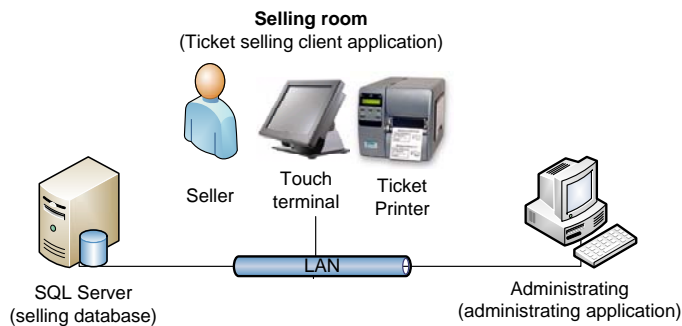 Selling room
(Ticket selling client application)
Seller
Touch
terminal
Ticket
Printer
LAN
SQL Server
(selling database)
Administrating
(administrating application)